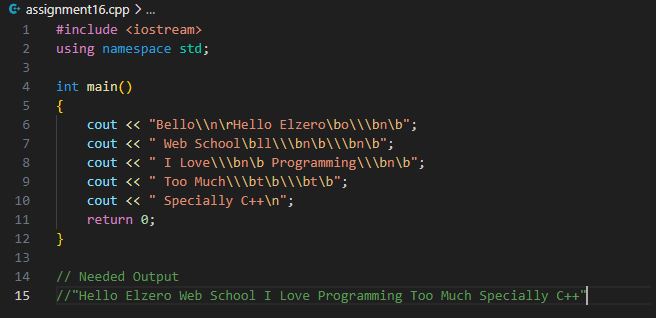 assignment16.cpp > ...
1 #include <iostream>
2 using namespace std;
3
4 int main()
5 {
6     cout << "Bello\\n\rHello Elzero\bo\\\bn\b";
7     cout << " Web School\bll\\\bn\b\\\bn\b";
8     cout << " I Love\\\bn\b Programming\\\bn\b";
9     cout << " Too Much\\\bt\b\\\bt\b";
10     cout << " Specially C++\n";
11     return 0;
12 }
13
14 // Needed Output
15 //"Hello Elzero Web School I Love Programming Too Much Specially C++"